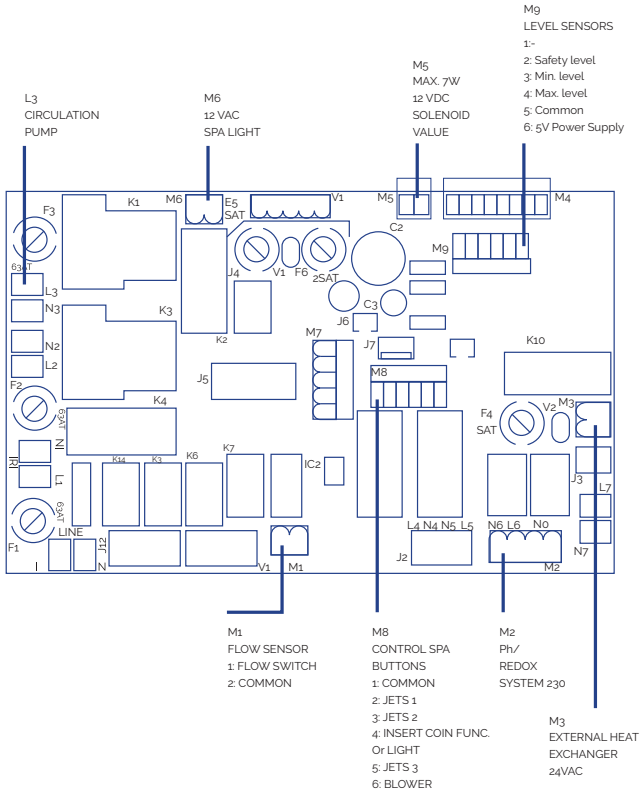 M9
LEVEL SENSORS
1:-
2: Safety level
3: Min. level
4: Max. level
5: Common
6: 5V Power Supply
M5
MAX. 7W
12 VDC
SOLENOID
VALUE
L3
CIRCULATION
PUMP
M6
12 VAC
SPA LIGHT
K1
M6
E5
SAT
V1
M5
M4
F3
C2
M9
63AT
J4
V1
F6
2SAT
L3
N3
K3
C3
J6
K2
M7
J7
N2
L2
K10
J5
M8
F2
K4
63AT
F4
SAT
V2
M3
N1
IR
L1
K14
K3
K6
K7
IC2
J3
L7
63AT
F1
LINE
J12
I
N
V1
M1
L4 N4 N5 L5
J2
N6 L6 N0
M2
N7
M1
FLOW SENSOR
1: FLOW SWITCH
2: COMMON
M8
CONTROL SPA
BUTTONS
1: COMMON
2: JETS 1
3: JETS 2
4: INSERT COIN FUNC.
Or LIGHT
5: JETS 3
6: BLOWER
M2
Ph/
REDOX
SYSTEM 230
M3
EXTERNAL HEAT
EXCHANGER
24VAC